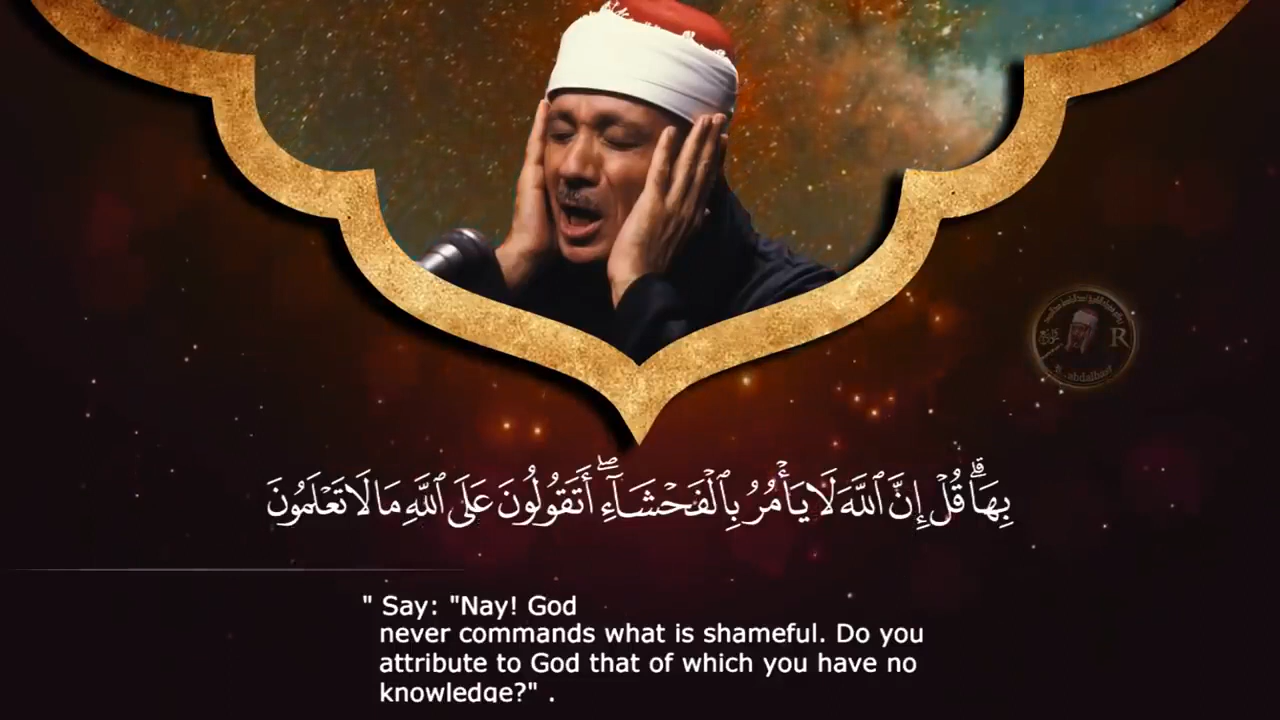 R
abdalbast
بِهَاۗ قُلْ إِنَّ ٱللَّهَ لَا يَأْمُرُ بِٱلْفَحْشَآءِۖ أَتَقُولُونَ عَلَى ٱللَّهِ مَا لَا تَعْلَمُونَ
" Say: "Nay! God
never commands what is shameful. Do you
attribute to God that of which you have no
knowledge?" .